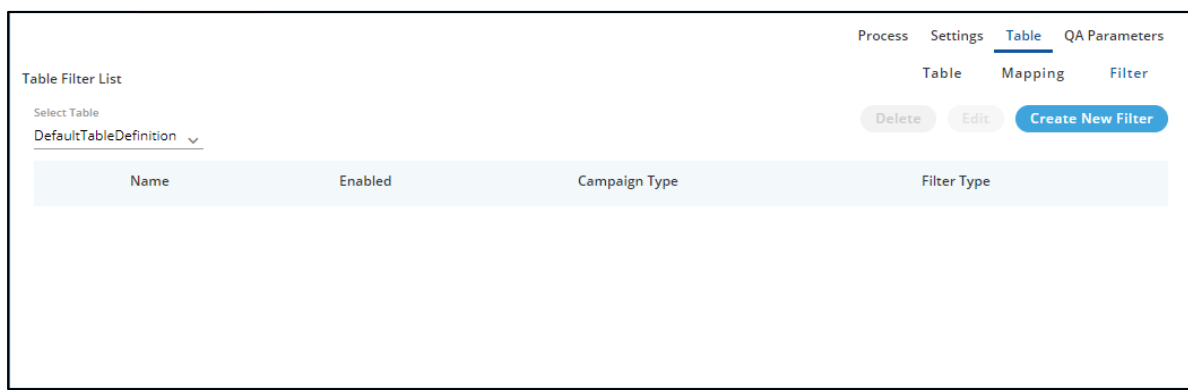 Process Settings Table QA Parameters
Table Filter List
Table Mapping Filter
Select Table
DefaultTableDefinition
Delete Edit Create New Filter
Name Enabled Campaign Type Filter Type